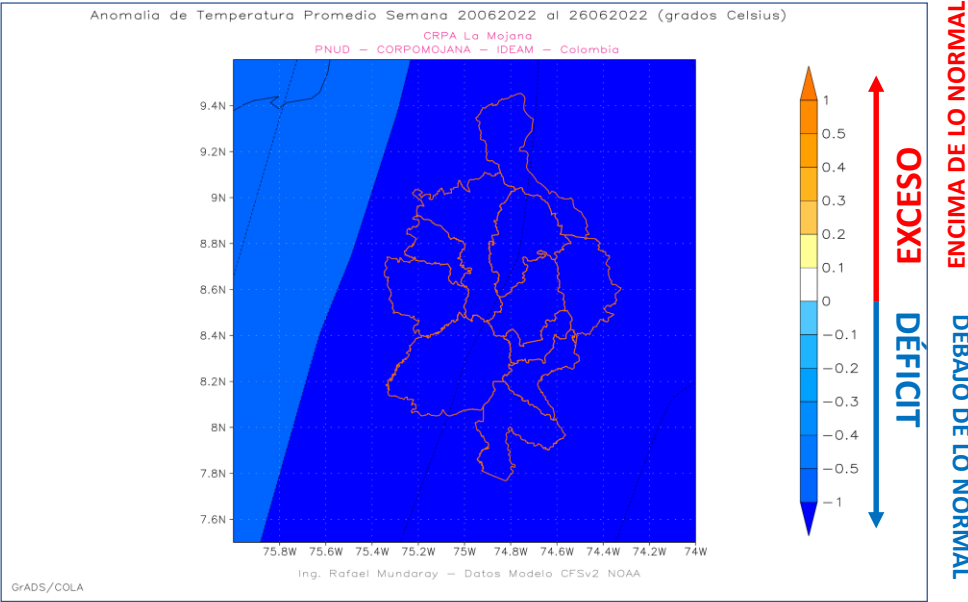 Anomalia de Temperatura Promedio Semana 20062022 al 26062022 (grados Celsius)
CRPA La Mojana
PNUD – CORPOMOJANA – IDEAM – Colombia
9.4N
9.2N
9N
8.8N
8.6N
8.4N
8.2N
8N
7.8N
7.6N
75.8W 75.6W 75.4W 75.2W 75W 74.8W 74.6W 74.4W 74.2W 74W
1
0.5
0.4
0.3
0.2
0.1
0
−0.1
−0.2
−0.3
−0.4
−0.5
−1
EXCESO
DÉFICIT
ENCIMA DE LO NORMAL
DEBAJO DE LO NORMAL
Ing. Rafael Mundaray – Datos Modelo CFSv2 NOAA
GrADS/COLA